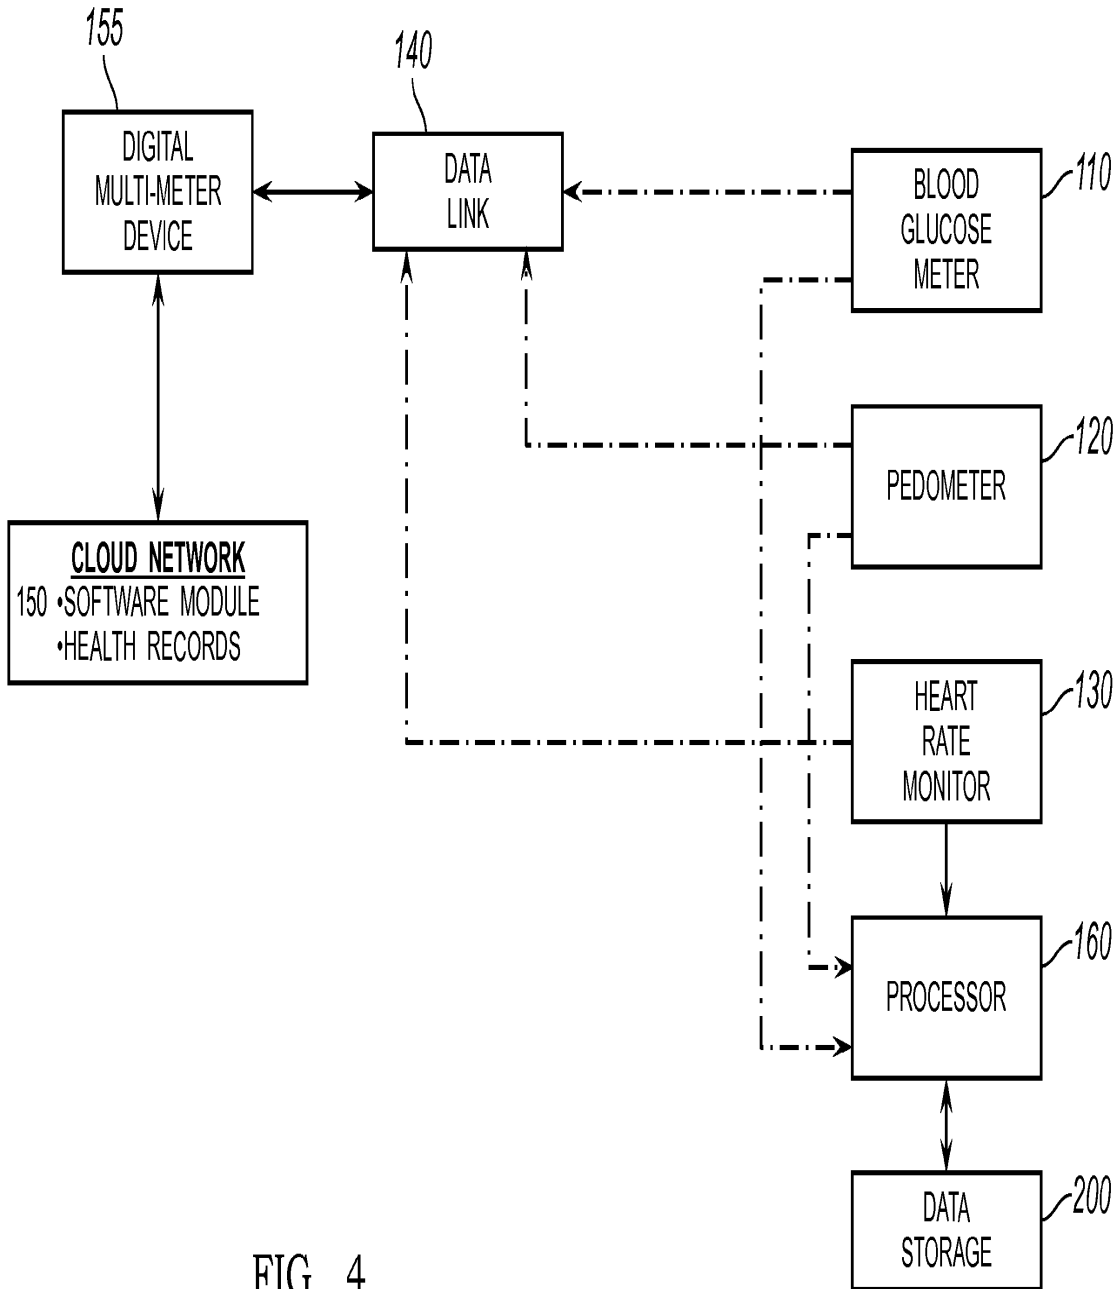 155
140
DIGITAL
MULTI-METER
DEVICE
DATA
LINK
BLOOD
GLUCOSE
METER
110
PEDOMETER
120
CLOUD NETWORK
150 •SOFTWARE MODULE
•HEALTH RECORDS
HEART
RATE
MONITOR
130
PROCESSOR
160
DATA
STORAGE
200
FIG. 4